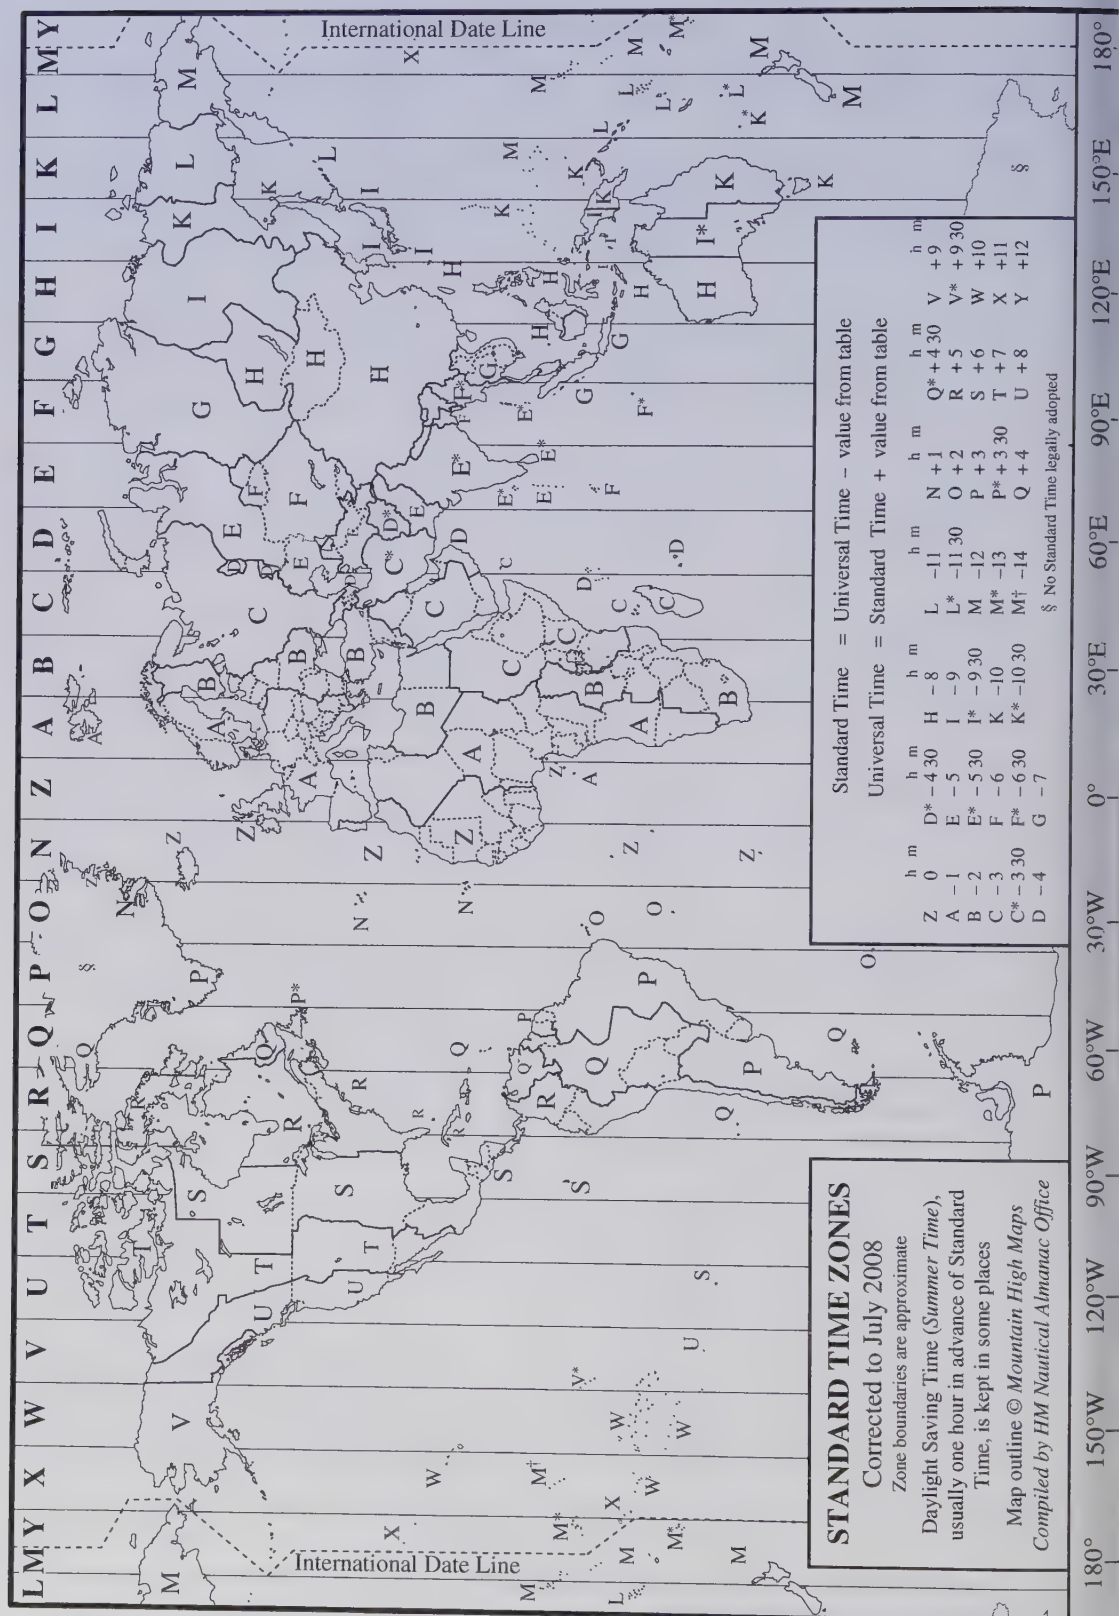 L M Y X W V U T S R Q P O N Z A B C D E F G H I K L M Y
International Date Line
International Date Line
M
M
V
U
T
T
S
R
R
Q
Q
P
P*
§
N
Z
Z
Z
A
A
A
B
B
B
C
D
D
E
E
F
F
G
H
H
H
I
K
L
M
X
X
W
U
T
S
R
R
R
Q
N
N
Z
Z
Z
A
B
C
C*
D*
D
E
E*
F*
G
H
I
I
I
K
L
M†
M*
M
L
M*
M
X
W
W
W
V*
U
S
S
S
R
Q
Q
Q
P
P
P
P
Q
O
O
O
Z
Z
A
B
A
B
C
C
C
C
D*
D
E*
E
F
E*
E*
F*
G
G
H
H
H
H
I*
K
K
K
K
L
L
L
L*
K*
M
M
M
M*
M
M
§
STANDARD TIME ZONES
Corrected to July 2008
Zone boundaries are approximate
Daylight Saving Time (Summer Time),
usually one hour in advance of Standard
Time, is kept in some places
Map outline © Mountain High Maps
Compiled by HM Nautical Almanac Office
Standard Time = Universal Time – value from table
Universal Time = Standard Time + value from table
h m h m h m h m h m h m h m
Z 0 D* – 4 30 H – 8 L –11 N + 1 Q* + 4 30 V + 9
A – 1 E – 5 I – 9 L* –11 30 O + 2 R + 5 V* + 9 30
B – 2 E* – 5 30 I* – 9 30 M –12 P + 3 S + 6 W +10
C – 3 F – 6 K –10 M* –13 P* + 3 30 T + 7 X +11
C* – 3 30 F* – 6 30 K* –10 30 M† –14 Q + 4 U + 8 Y +12
D – 4 G – 7
§ No Standard Time legally adopted
180° 150°W 120°W 90°W 60°W 30°W 0° 30°E 60°E 90°E 120°E 150°E 180°